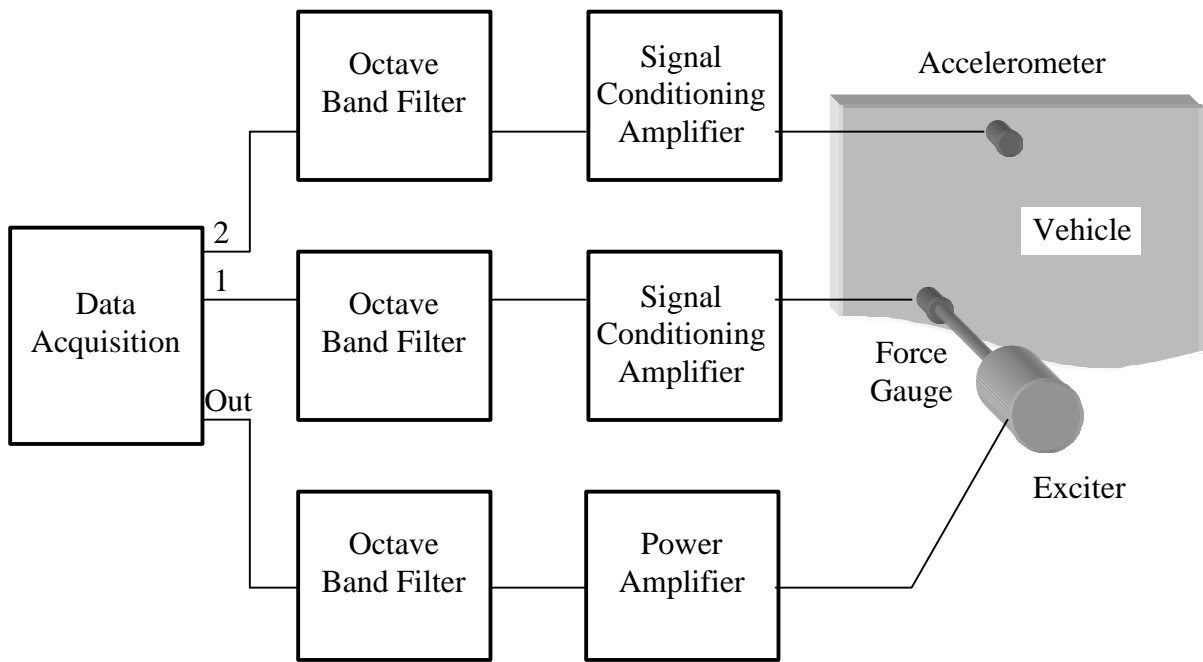 Octave
Band Filter
Signal
Conditioning
Amplifier
Accelerometer
2
1
Out
Data
Acquisition
Octave
Band Filter
Signal
Conditioning
Amplifier
Vehicle
Force
Gauge
Exciter
Octave
Band Filter
Power
Amplifier